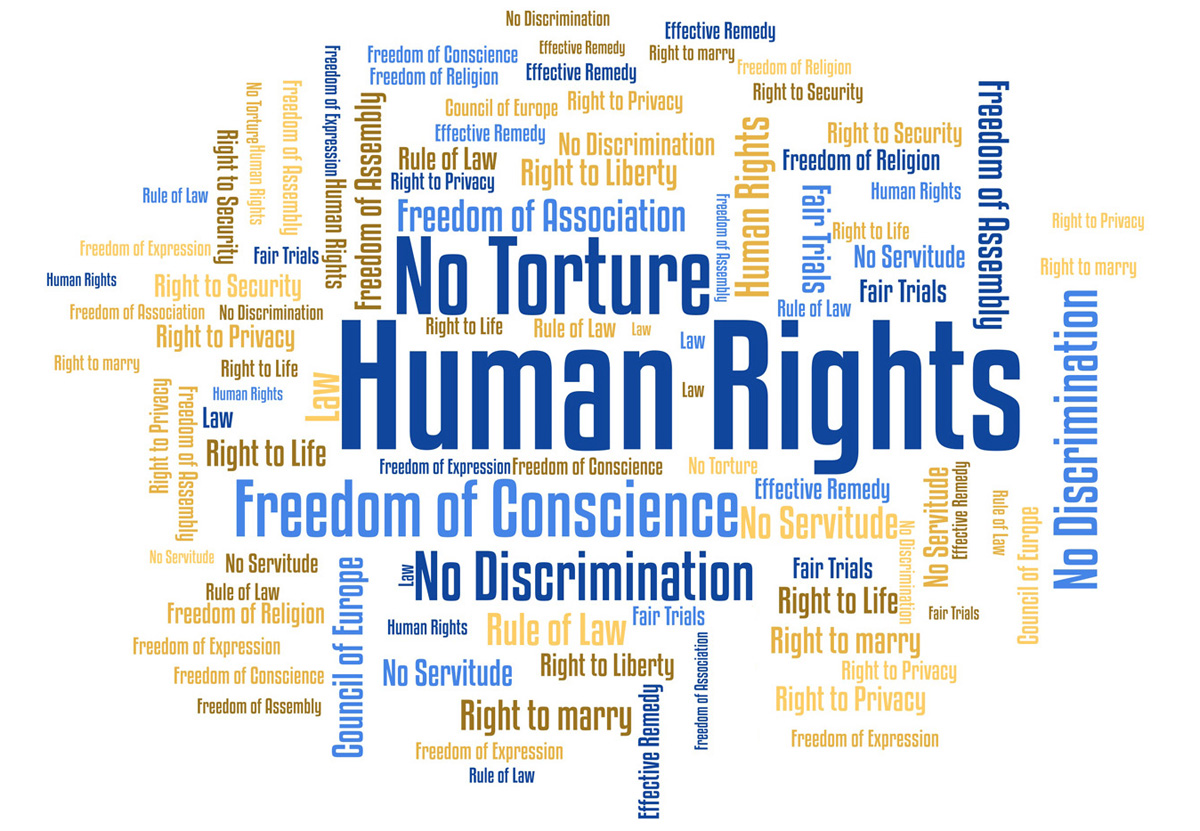 No Discrimination
Effective Remedy
Freedom of Conscience
Effective Remedy
Right to marry
Freedom of Religion
Effective Remedy
Freedom of Religion
Right to Security
Council of Europe
Right to Privacy
Freedom of Expression
No Torture
Freedom of Assembly
Freedom of Assembly
Freedom of Assembly
Human Rights
Effective Remedy
No Discrimination
Right to Security
Right to Security
Human Rights
Rule of Law
Freedom of Religion
Right to Liberty
Right to Privacy
Human Rights
Rule of Law
Human Rights
Fair Trials
Freedom of Assembly
Freedom of Association
Right to Privacy
Right to Life
Freedom of Expression
Fair Trials
No Servitude
Right to marry
No Torture
Human Rights
Right to Security
Fair Trials
Freedom of Association
No Discrimination
Rule of Law
Right to Life
Rule of Law
Law
Law
Right to Privacy
Human Rights
No Discrimination
Right to marry
Right to Life
Law
Law
Human Rights
Right to Privacy
Freedom of Assembly
Law
Right to Life
Freedom of Expression
Freedom of Conscience
No Torture
Freedom of Conscience
Effective Remedy
No Servitude
No Servitude
Effective Remedy
Rule of Law
Council of Europe
No Discrimination
No Servitude
No Servitude
Council of Europe
Law
No Discrimination
Fair Trials
Rule of Law
Right to Life
Freedom of Religion
Fair Trials
Human Rights
Rule of Law
Fair Trials
Freedom of Expression
Right to marry
Freedom of Association
Freedom of Conscience
No Servitude
Right to Liberty
Right to Privacy
Freedom of Assembly
Right to marry
Effective Remedy
Right to Privacy
Freedom of Expression
Freedom of Expression
Rule of Law